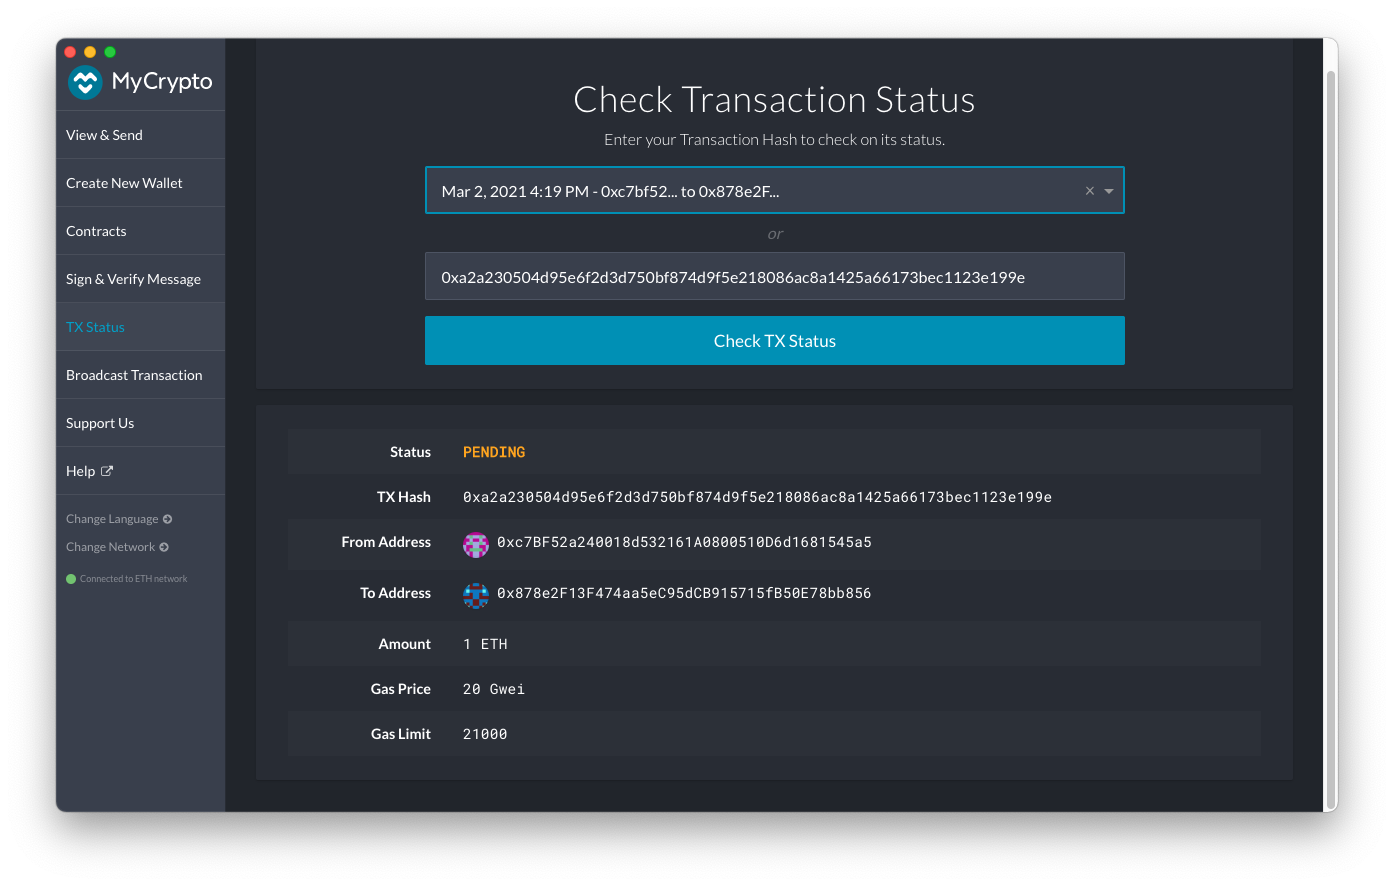 MyCrypto
View & Send
Create New Wallet
Contracts
Sign & Verify Message
TX Status
Broadcast Transaction
Support Us
Help
Change Language
Change Network
Connected to ETH network
Check Transaction Status
Enter your Transaction Hash to check on its status.
Mar 2, 2021 4:19 PM - 0xc7bf52... to 0x878e2F...
or
0xa2a230504d95e6f2d3d750bf874d9f5e218086ac8a1425a66173bec1123e199e
Check TX Status
Status PENDING
TX Hash 0xa2a230504d95e6f2d3d750bf874d9f5e218086ac8a1425a66173bec1123e199e
From Address 0xc7BF52a240018d532161A0800510D6d1681545a5
To Address 0x878e2F13F474aa5eC95dCB915715fB50E78bb856
Amount 1 ETH
Gas Price 20 Gwei
Gas Limit 21000